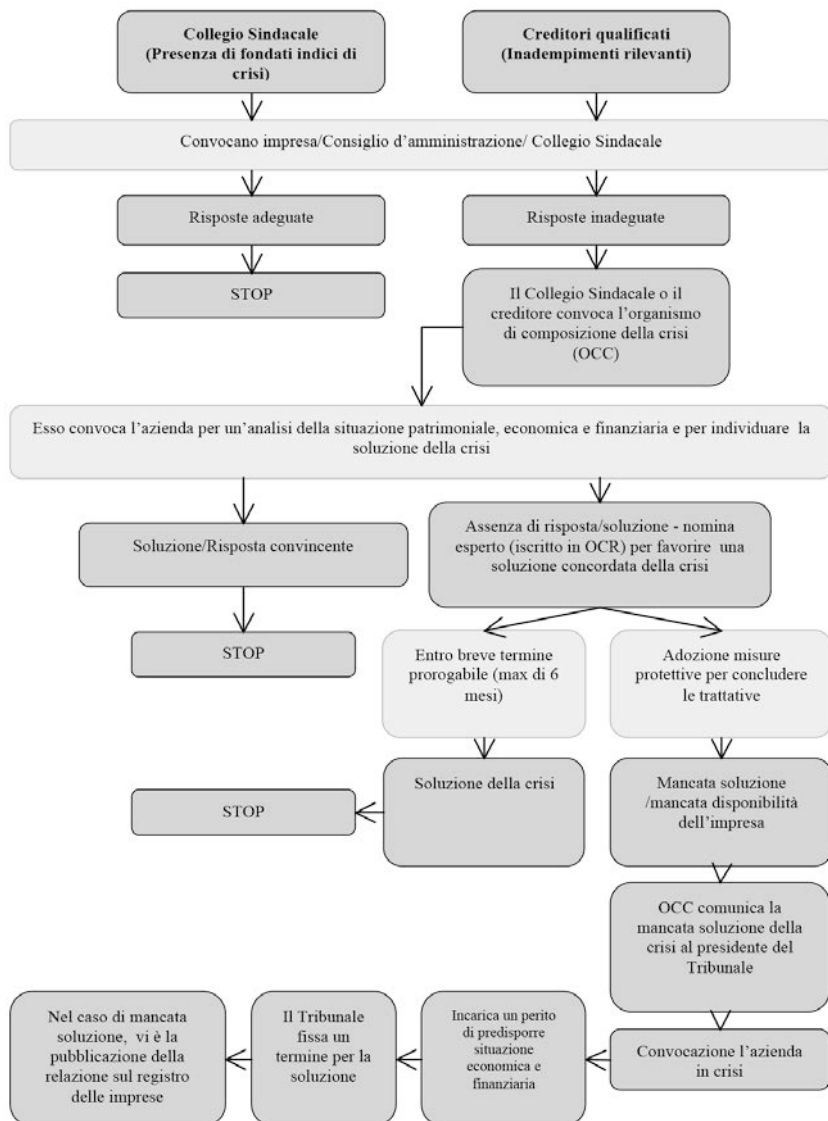 Collegio Sindacale
(Presenza di fondati indici di
crisi)
Creditori qualificati
(Inadempimenti rilevanti)
Convocano impresa/Consiglio d'amministrazione/ Collegio Sindacale
Risposte adeguate
Risposte inadeguate
STOP
Il Collegio Sindacale o il
creditore convoca l'organismo
di composizione della crisi
(OCC)
Esso convoca l'azienda per un'analisi della situazione patrimoniale, economica e finanziaria e per individuare la
soluzione della crisi
Soluzione/Risposta convincente
Assenza di risposta/soluzione - nomina
esperto (iscritto in OCR) per favorire una
soluzione concordata della crisi
STOP
Entro breve termine
prorogabile (max di 6
mesi)
Adozione misure
protettive per concludere
le trattative
STOP
Soluzione della crisi
Mancata soluzione
/mancata disponibilità
dell'impresa
OCC comunica la
mancata soluzione della
crisi al presidente del
Tribunale
Nel caso di mancata
soluzione, vi è la
pubblicazione della
relazione sul registro
delle imprese
Il Tribunale
fissa un
termine per la
soluzione
Incarica un perito
di predisporre
situazione
economica e
finanziaria
Convocazione l'azienda
in crisi